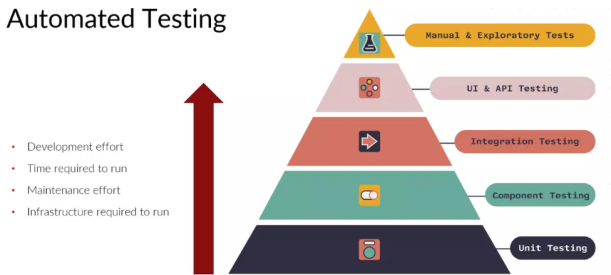 Automated Testing
Manual & Exploratory Tests
UI & API Testing
Integration Testing
Component Testing
Unit Testing
Development effort
Time required to run
Maintenance effort
Infrastructure required to run